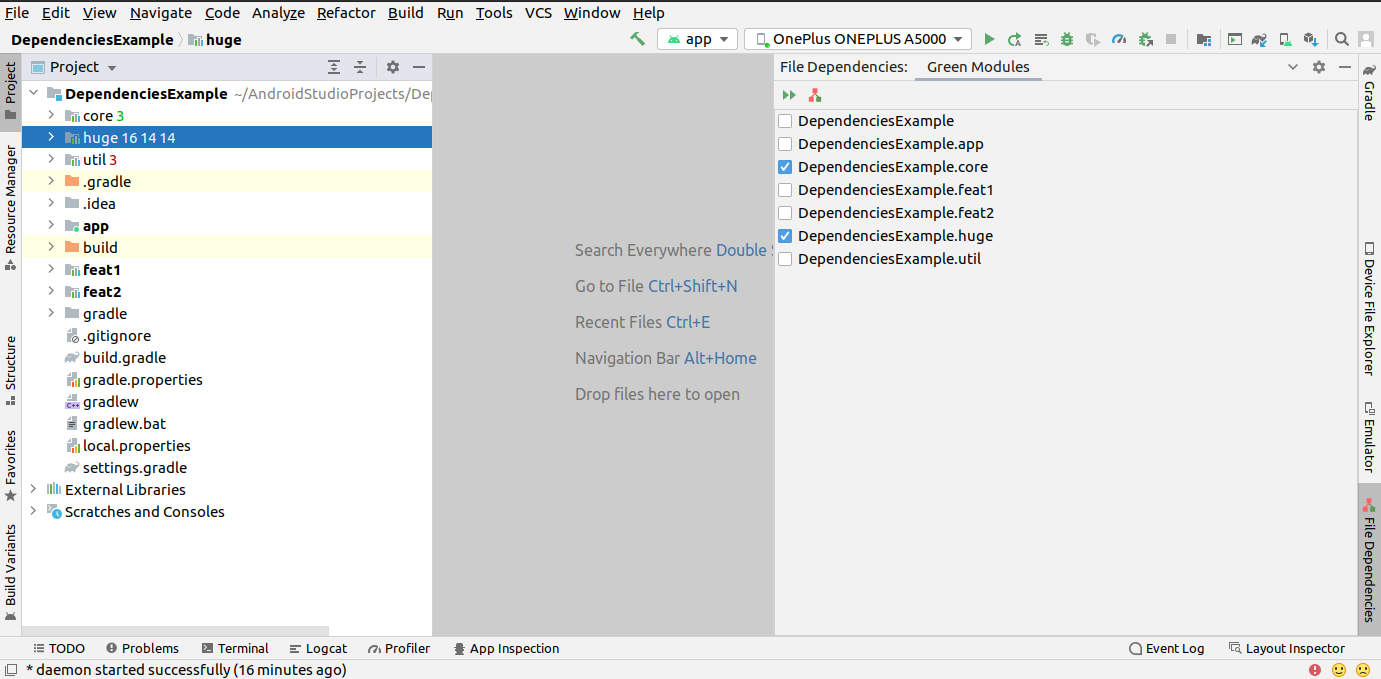 File Edit View Navigate Code Analyze Refactor Build Run Tools VCS Window Help
DependenciesExample huge
app
OnePlus ONEPLUS A5000
Project
File Dependencies: Green Modules
DependenciesExample ~/AndroidStudioProjects/De
core 3
huge 16 14 14
util 3
.gradle
.idea
app
build
feat1
feat2
gradle
.gitignore
build.gradle
gradle.properties
gradlew
gradlew.bat
local.properties
settings.gradle
External Libraries
Scratches and Consoles
Search Everywhere Double
Go to File Ctrl+Shift+N
Recent Files Ctrl+E
Navigation Bar Alt+Home
Drop files here to open
DependenciesExample
DependenciesExample.app
DependenciesExample.core
DependenciesExample.feat1
DependenciesExample.feat2
DependenciesExample.huge
DependenciesExample.util
Project
Resource Manager
Structure
Favorites
Build Variants
Gradle
Device File Explorer
Emulator
File Dependencies
TODO Problems Terminal Logcat Profiler App Inspection Event Log Layout Inspector
* daemon started successfully (16 minutes ago)